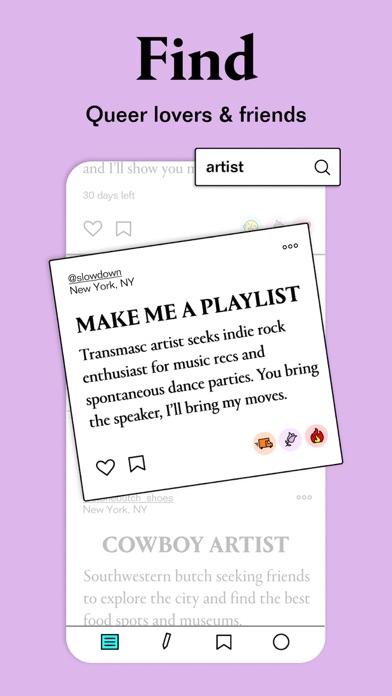 Find
Queer lovers & friends
artist
and I'll show you
30 days left
@slowdown
New York, NY
MAKE ME A PLAYLIST
Transmasc artist seeks indie rock
enthusiast for music recs and
spontaneous dance parties. You bring
the speaker, I'll bring my moves.
New York, NY
COWBOY ARTIST
Southwestern butch seeking friends
to explore the city and find the best
food spots and museums.